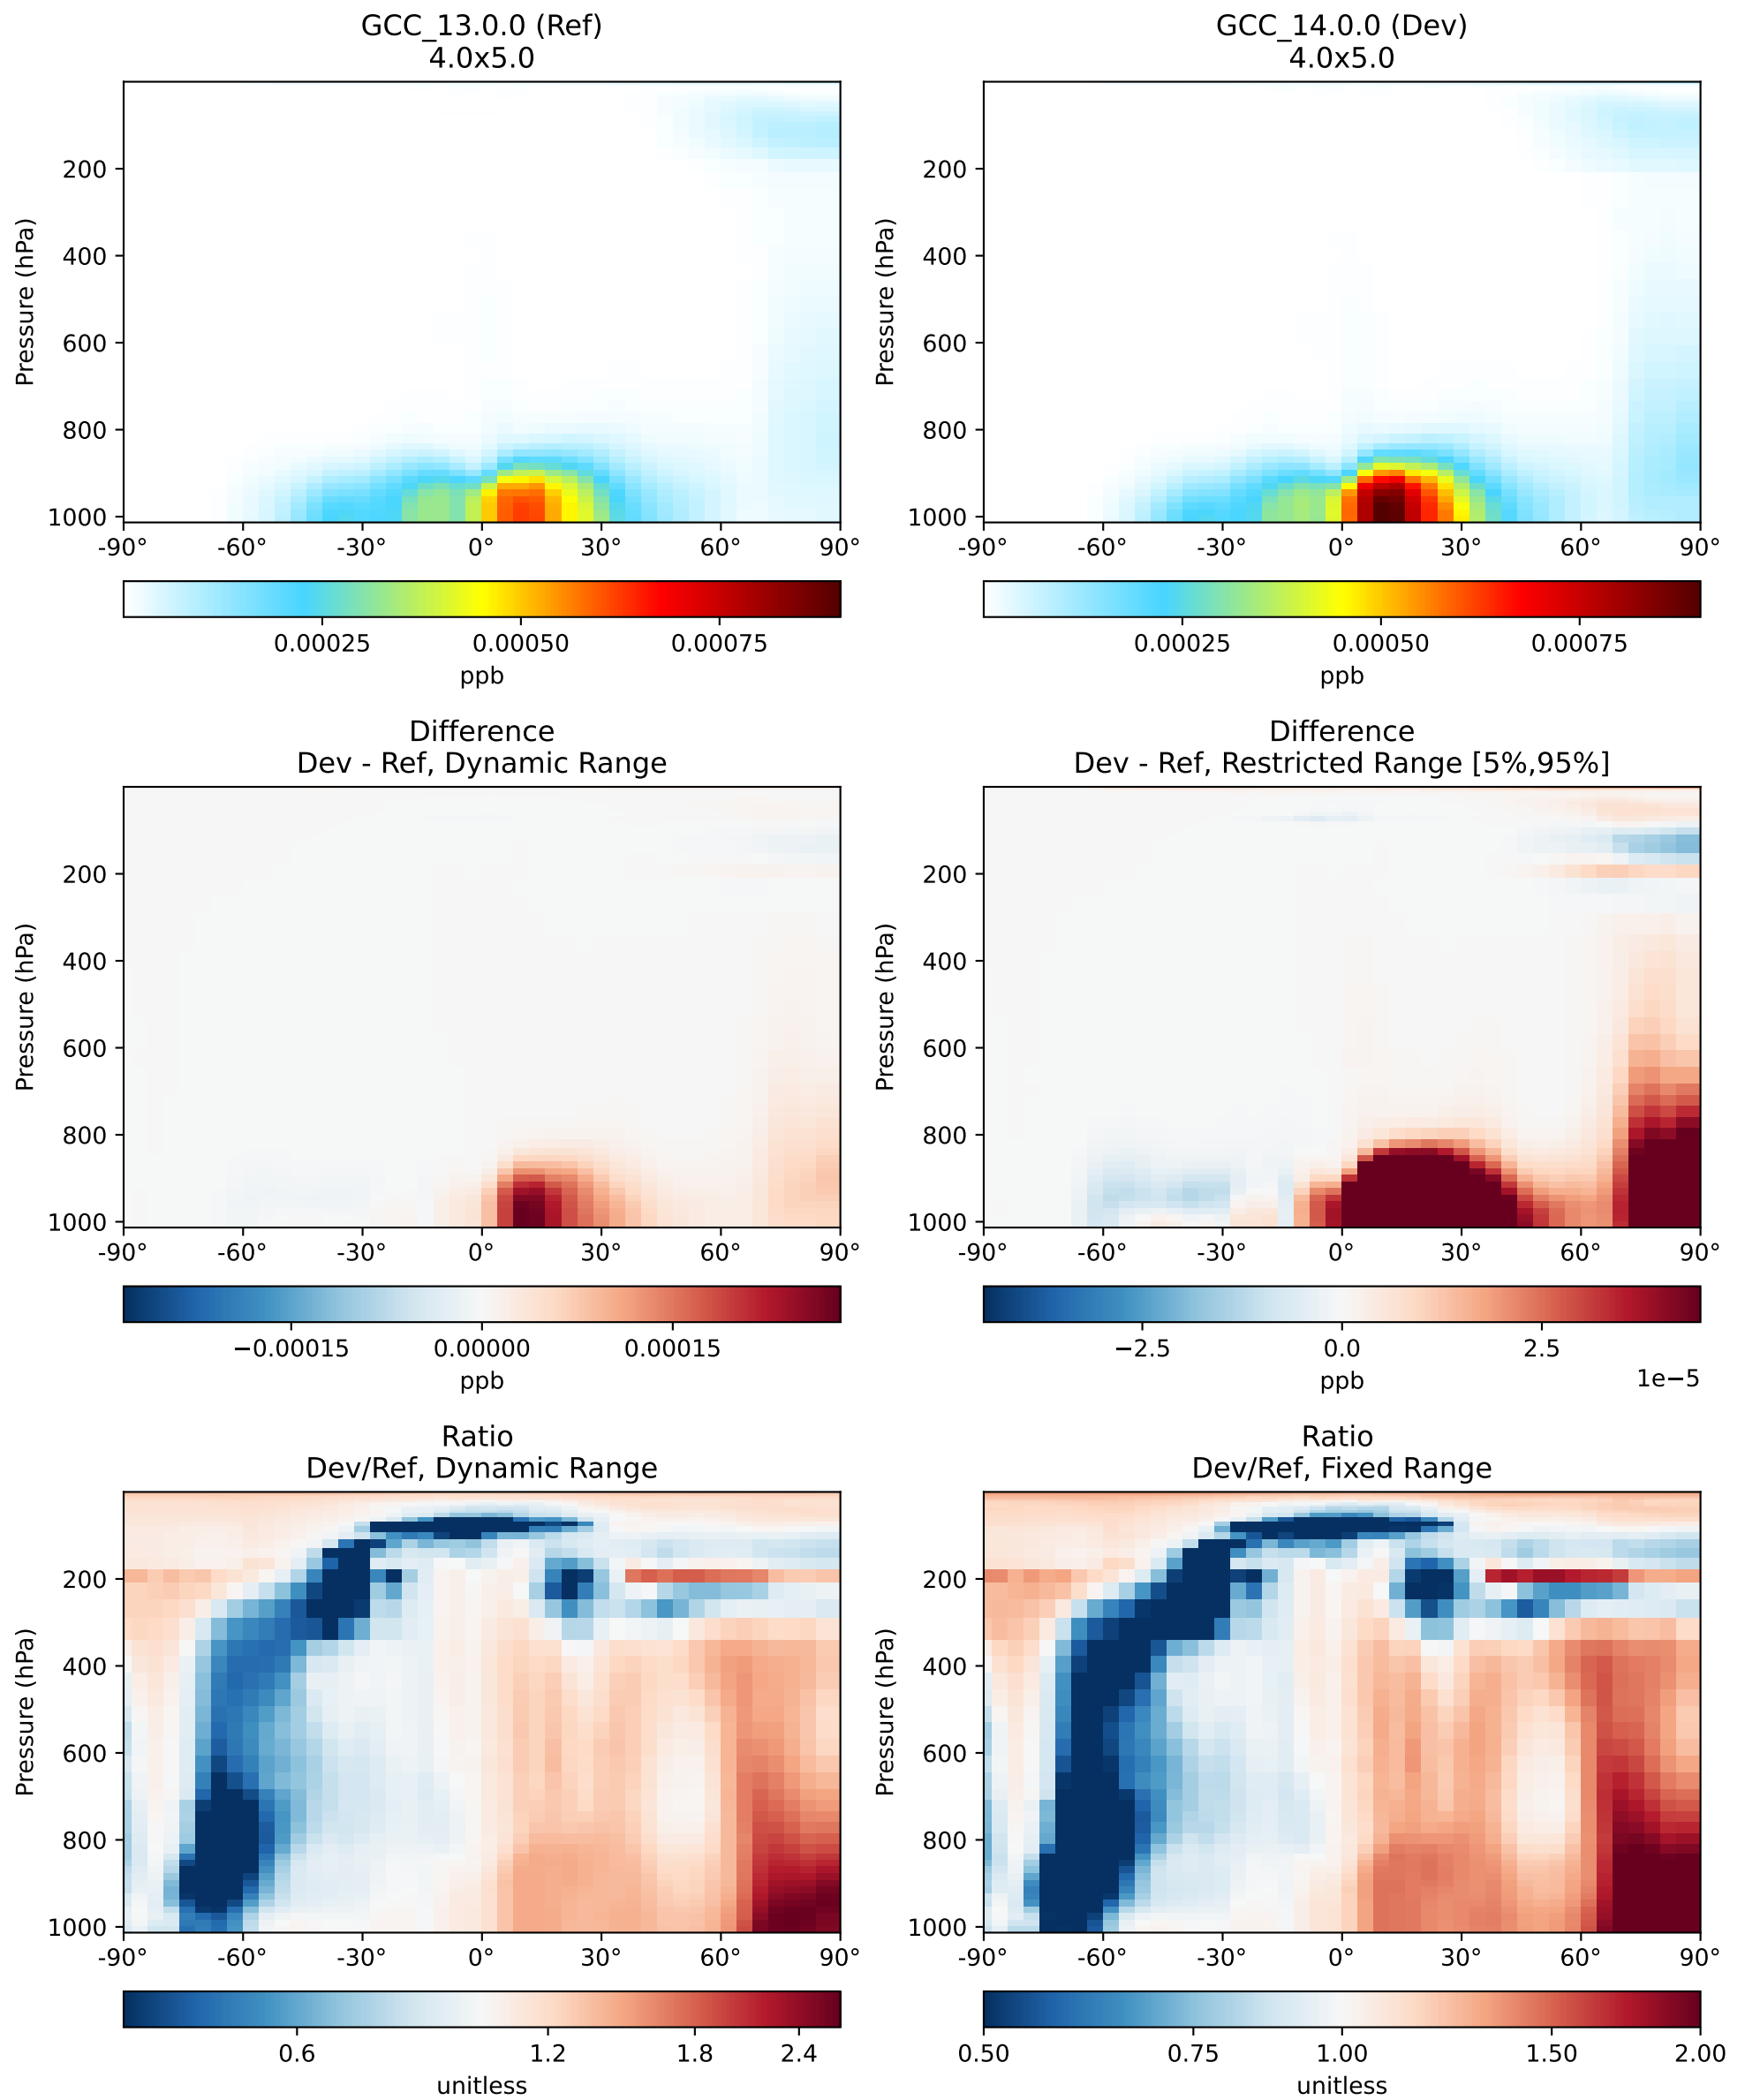 GCC_13.0.0 (Ref)
4.0x5.0
GCC_14.0.0 (Dev)
4.0x5.0
Pressure (hPa)
200
400
600
800
1000
-90° -60° -30° 0° 30° 60° 90°
0.00025 0.00050 0.00075
ppb
Pressure (hPa)
200
400
600
800
1000
-90° -60° -30° 0° 30° 60° 90°
0.00025 0.00050 0.00075
ppb
Difference
Dev - Ref, Dynamic Range
Difference
Dev - Ref, Restricted Range [5%,95%]
Pressure (hPa)
200
400
600
800
1000
-90° -60° -30° 0° 30° 60° 90°
−0.00015 0.00000 0.00015
ppb
Pressure (hPa)
200
400
600
800
1000
-90° -60° -30° 0° 30° 60° 90°
−2.5 0.0 2.5
1e−5
ppb
Ratio
Dev/Ref, Dynamic Range
Ratio
Dev/Ref, Fixed Range
Pressure (hPa)
200
400
600
800
1000
-90° -60° -30° 0° 30° 60° 90°
0.6 1.2 1.8 2.4
unitless
Pressure (hPa)
200
400
600
800
1000
-90° -60° -30° 0° 30° 60° 90°
0.50 0.75 1.00 1.50 2.00
unitless